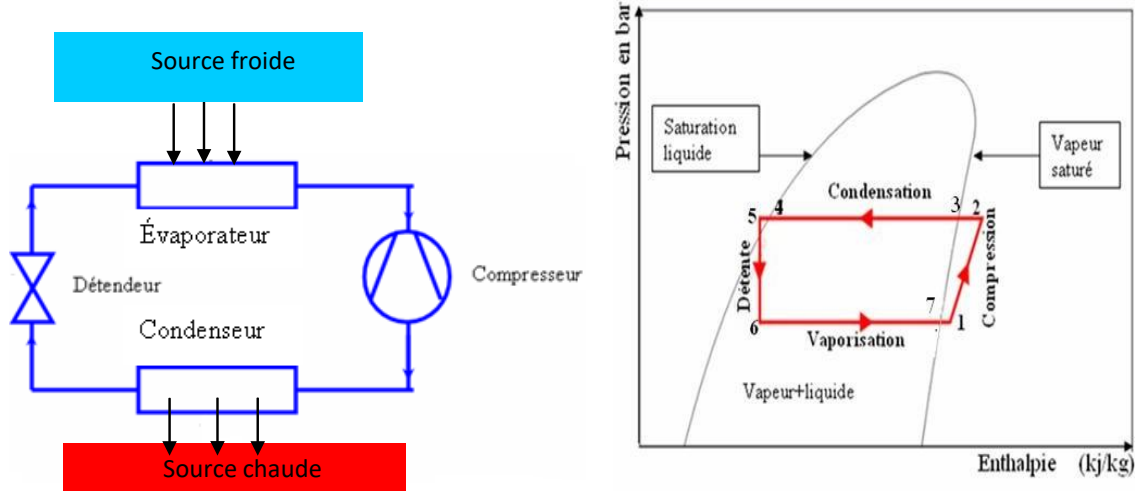 Source froide
Évaporateur
Détendeur
Compresseur
Condenseur
Source chaude
Pression en bar
Saturation
liquide
Vapeur
saturé
Condensation
5
4
3
2
Détente
Compression
7
6
1
Vaporisation
Vapeur+liquide
Enthalpie (kj/kg)